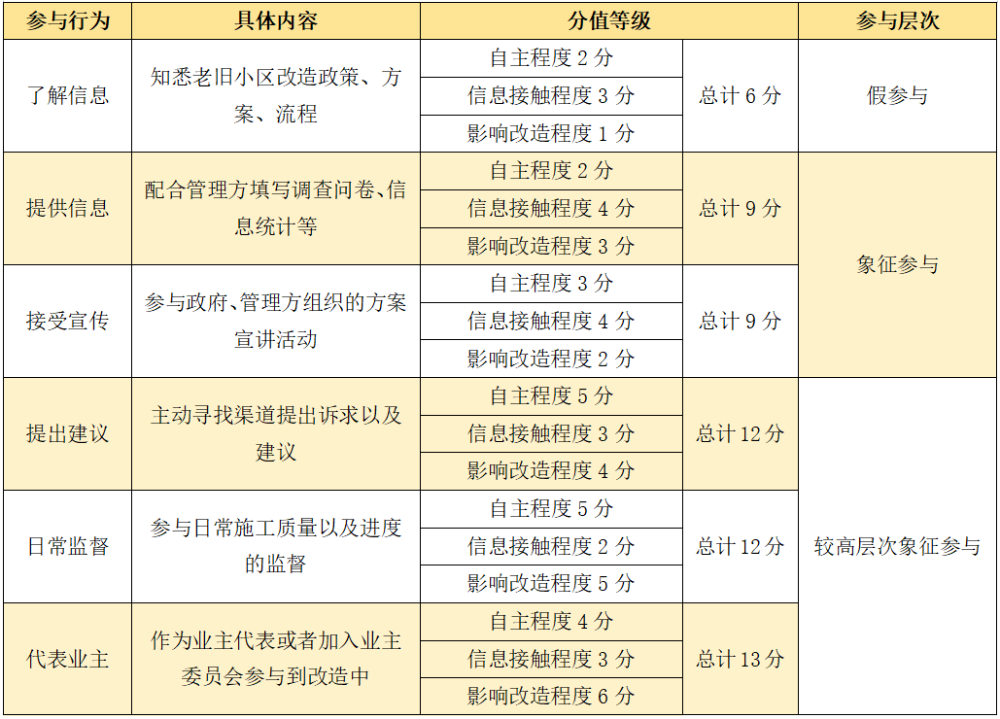 参与行为 具体内容 分值等级 参与层次
了解信息
知悉老旧小区改造政策、方
案、流程
自主程度 2 分
信息接触程度 3 分
影响改造程度 1 分
总计 6 分
假参与
提供信息
配合管理方填写调查问卷、信
息统计等
自主程度 2 分
信息接触程度 4 分
影响改造程度 3 分
总计 9 分
象征参与
接受宣传
参与政府、管理方组织的方案
宣讲活动
自主程度 3 分
信息接触程度 4 分
影响改造程度 2 分
总计 9 分
提出建议
主动寻找渠道提出诉求以及
建议
自主程度 5 分
信息接触程度 3 分
影响改造程度 4 分
总计 12 分
较高层次象征参与
日常监督
参与日常施工质量以及进度
的监督
自主程度 5 分
信息接触程度 2 分
影响改造程度 5 分
总计 12 分
代表业主
作为业主代表或者加入业主
委员会参与到改造中
自主程度 4 分
信息接触程度 3 分
影响改造程度 6 分
总计 13 分